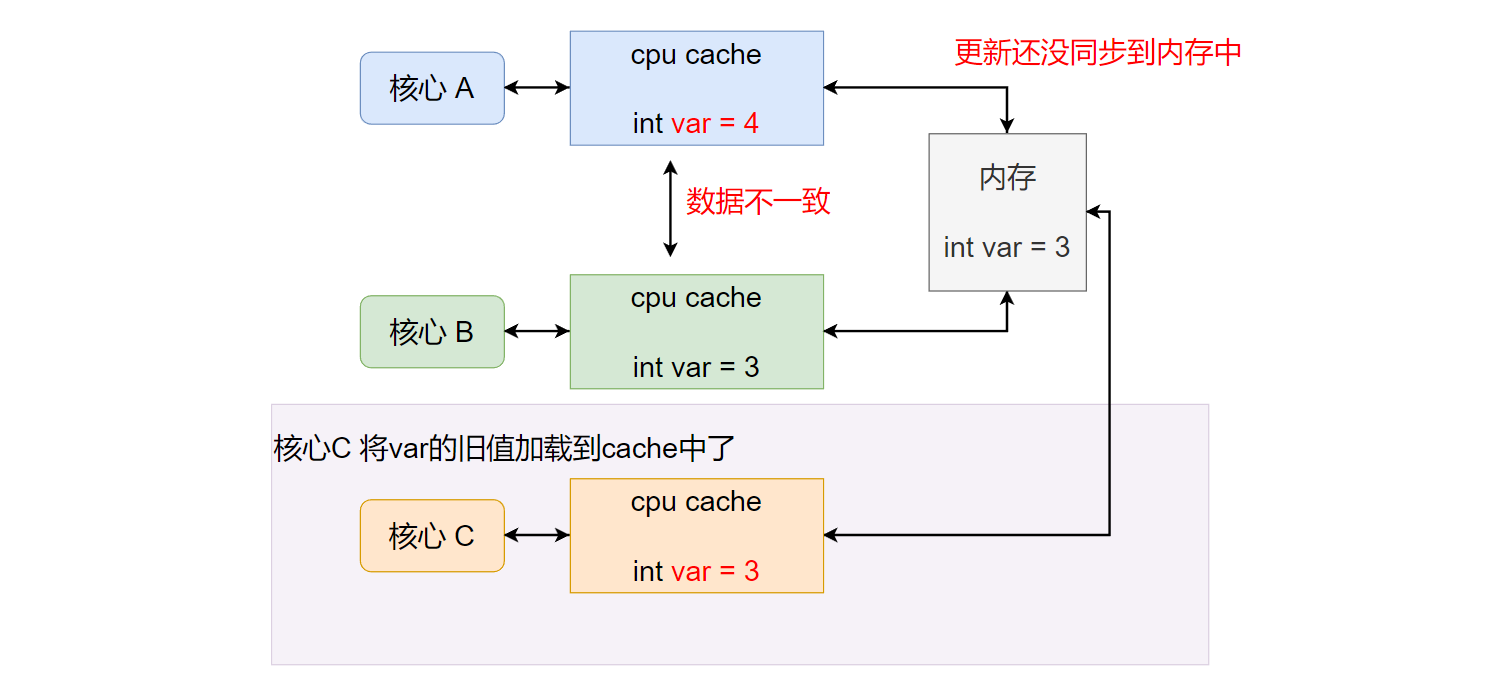 更新还没同步到内存中
核心 A
cpu cache
int var = 4
内存
int var = 3
数据不一致
核心 B
cpu cache
int var = 3
核心C 将var的旧值加载到cache中了
核心 C
cpu cache
int var = 3